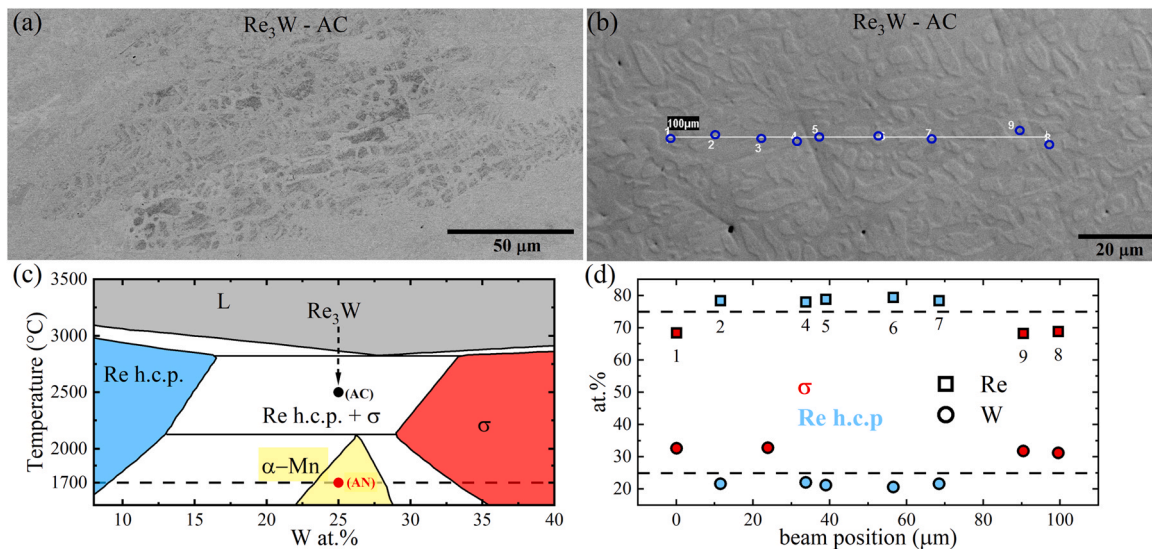 (a)
Re₃W - AC
50 μm
(b)
Re₃W - AC
100μm
1
2
3
4
5
7
9
20 μm
(c)
3500
3000
2500
2000
1700
Temperature (°C)
L
Re₃W
Re h.c.p.
(AC)
Re h.c.p. + σ
σ
α–Mn
(AN)
10 15 20 25 30 35 40
W at.%
(d)
80
70
60
50
40
30
20
at.%
1
2
4
5
6
7
9
8
σ
Re h.c.p
Re
W
0 20 40 60 80 100
beam position (μm)